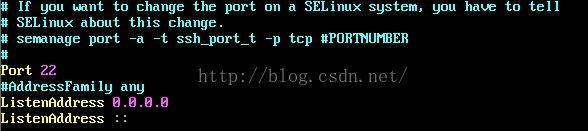 # If you want to change the port on a SELinux system, you have to tell
# SELinux about this change.
# semanage port -a -t ssh_port_t -p tcp #PORTNUMBER
#
Port 22
http://blog.csdn.net/
#AddressFamily any
ListenAddress 0.0.0.0
ListenAddress ::